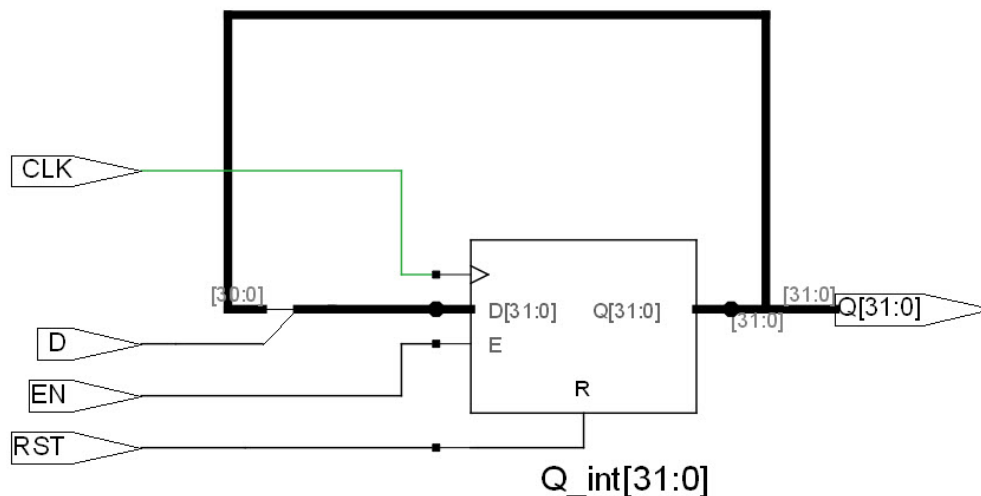 CLK
[30:0]
D[31:0]
Q[31:0]
[31:0]
[31:0]
Q[31:0]
D
E
EN
R
RST
Q_int[31:0]